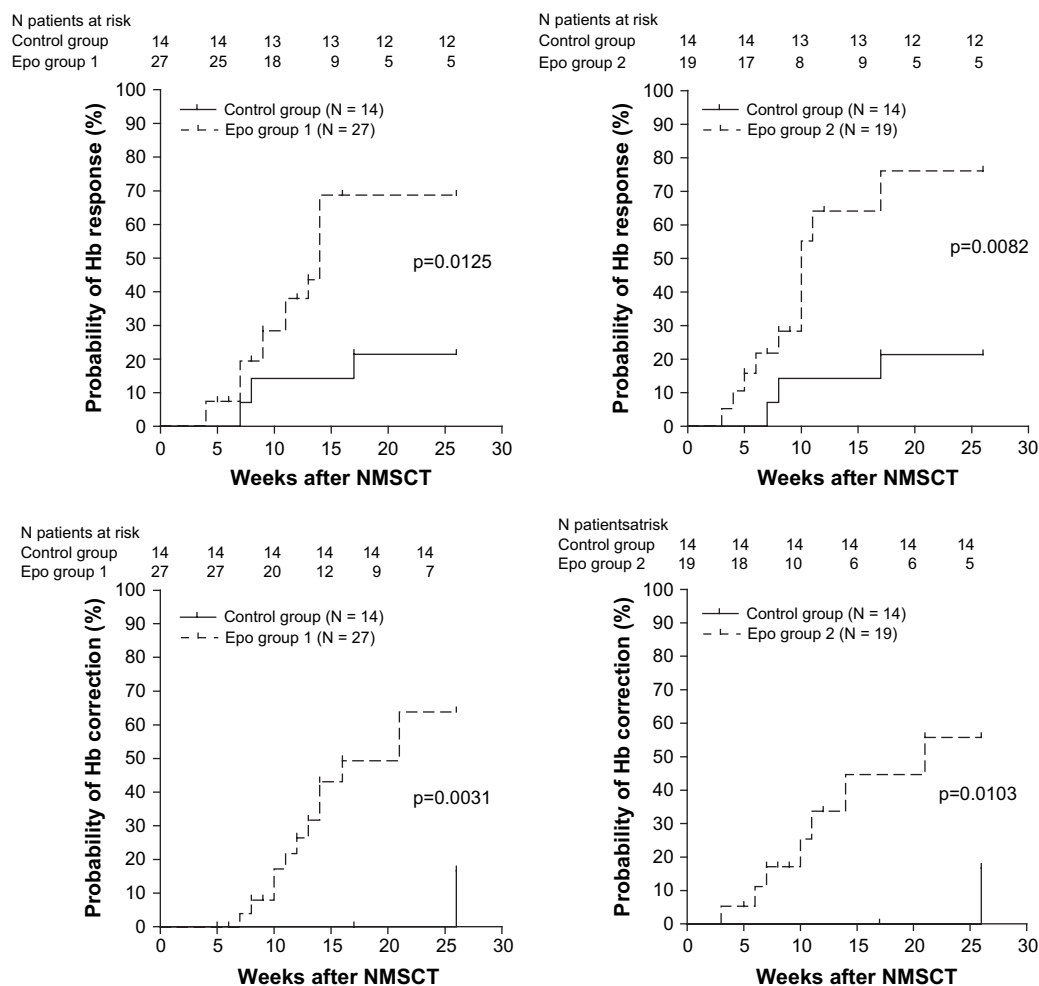 N patients at risk
Control group 14 14 13 13 12 12
Epo group 1 27 25 18 9 5 5
Probability of Hb response (%)
100
90
80
70
60
50
40
30
20
10
0
Control group (N = 14)
Epo group 1 (N = 27)
p=0.0125
0 5 10 15 20 25 30
Weeks after NMSCT
N patients at risk
Control group 14 14 13 13 12 12
Epo group 2 19 17 8 9 5 5
Probability of Hb response (%)
100
90
80
70
60
50
40
30
20
10
0
Control group (N = 14)
Epo group 2 (N = 19)
p=0.0082
0 5 10 15 20 25 30
Weeks after NMSCT
N patients at risk
Control group 14 14 14 14 14 14
Epo group 1 27 27 20 12 9 7
Probability of Hb correction (%)
100
90
80
70
60
50
40
30
20
10
0
Control group (N = 14)
Epo group 1 (N = 27)
p=0.0031
0 5 10 15 20 25 30
Weeks after NMSCT
N patientsatrisk
Control group 14 14 14 14 14 14
Epo group 2 19 18 10 6 6 5
Probability of Hb correction (%)
100
90
80
70
60
50
40
30
20
10
0
Control group (N = 14)
Epo group 2 (N = 19)
p=0.0103
0 5 10 15 20 25 30
Weeks after NMSCT